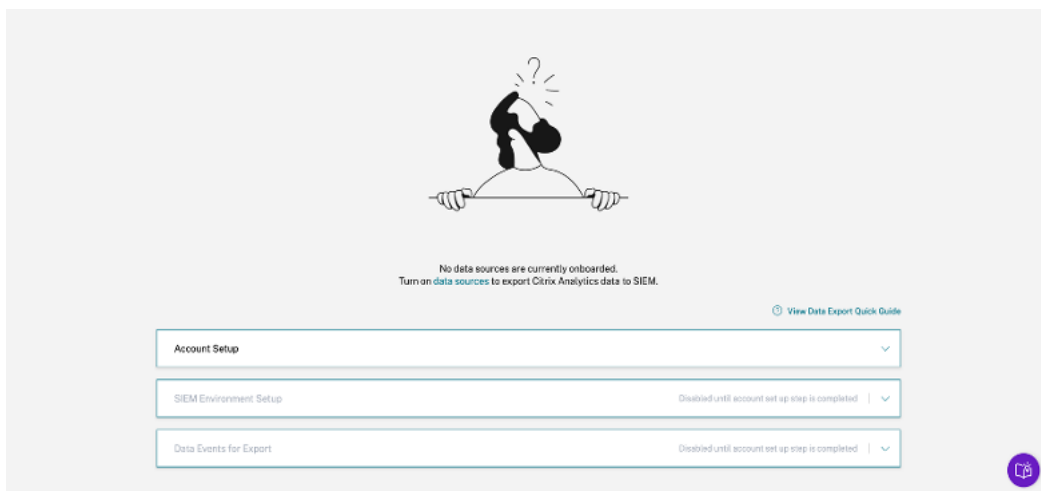 ?
No data sources are currently onboarded.
Turn on data sources to export Citrix Analytics data to SIEM.
? View Data Export Quick Guide
Account Setup
SIEM Environment Setup Disabled until account set up step is completed
Data Events for Export Disabled until account set up step is completed